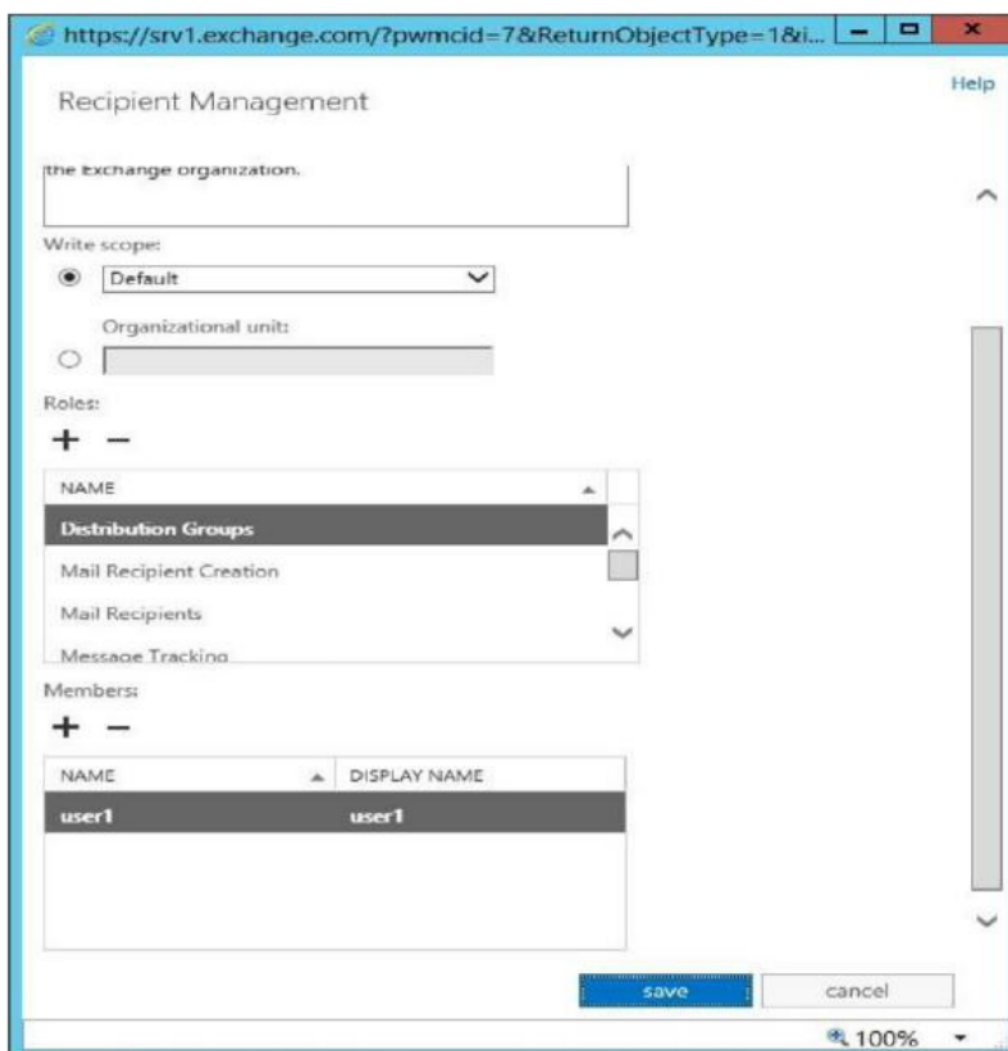 https://srv1.exchange.com/?pwmcid=7&ReturnObjectType=1&i...
Help
Recipient Management
the Exchange organization.
Write scope:
Default
Organizational unit:
Roles:
+ −
NAME
Distribution Groups
Mail Recipient Creation
Mail Recipients
Message Tracking
Members:
+ −
NAME DISPLAY NAME
user1 user1
save cancel
100%